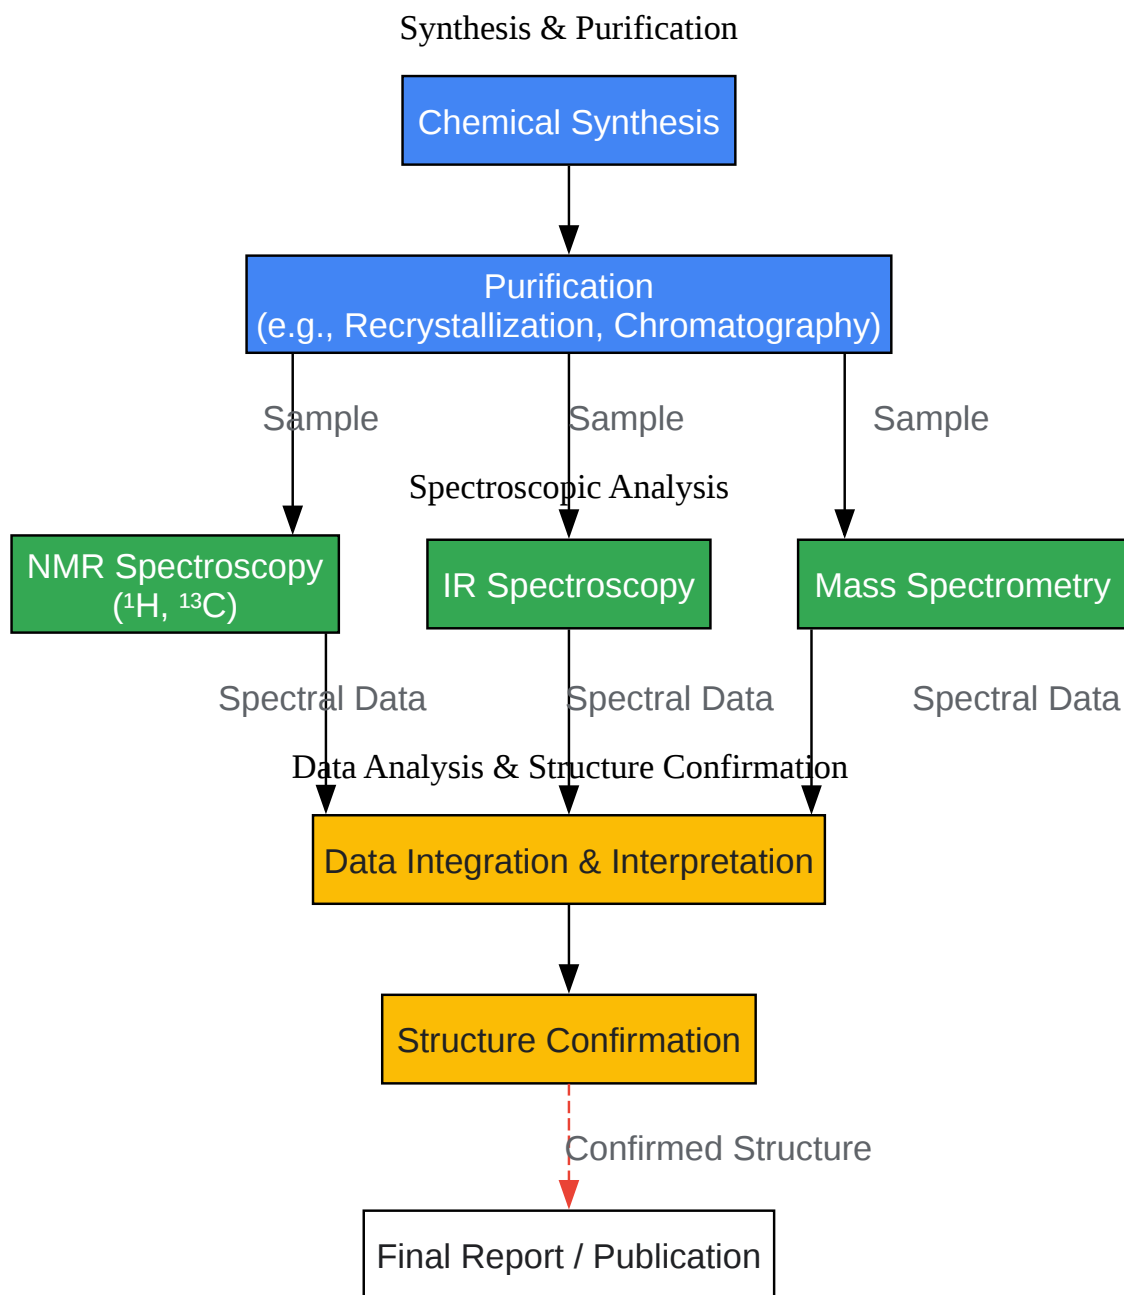 Synthesis & Purification
Chemical Synthesis
Purification
(e.g., Recrystallization, Chromatography)
Sample
Sample
Sample
Spectroscopic Analysis
NMR Spectroscopy
(¹H, ¹³C)
IR Spectroscopy
Mass Spectrometry
Spectral Data
Spectral Data
Spectral Data
Data Analysis & Structure Confirmation
Data Integration & Interpretation
Structure Confirmation
Confirmed Structure
Final Report / Publication